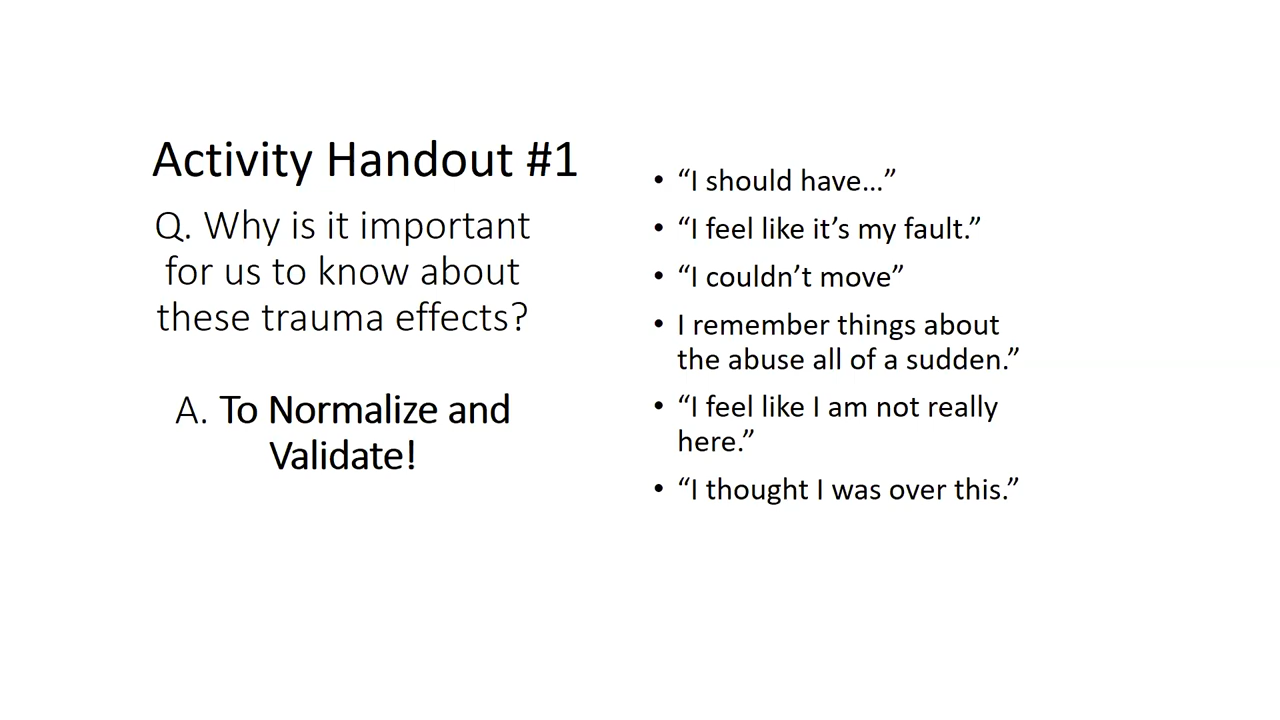 Activity Handout #1
Q. Why is it important
for us to know about
these trauma effects?
A. To Normalize and
Validate!
• “I should have…”
• “I feel like it’s my fault.”
• “I couldn’t move”
• I remember things about
the abuse all of a sudden.”
• “I feel like I am not really
here.”
• “I thought I was over this.”